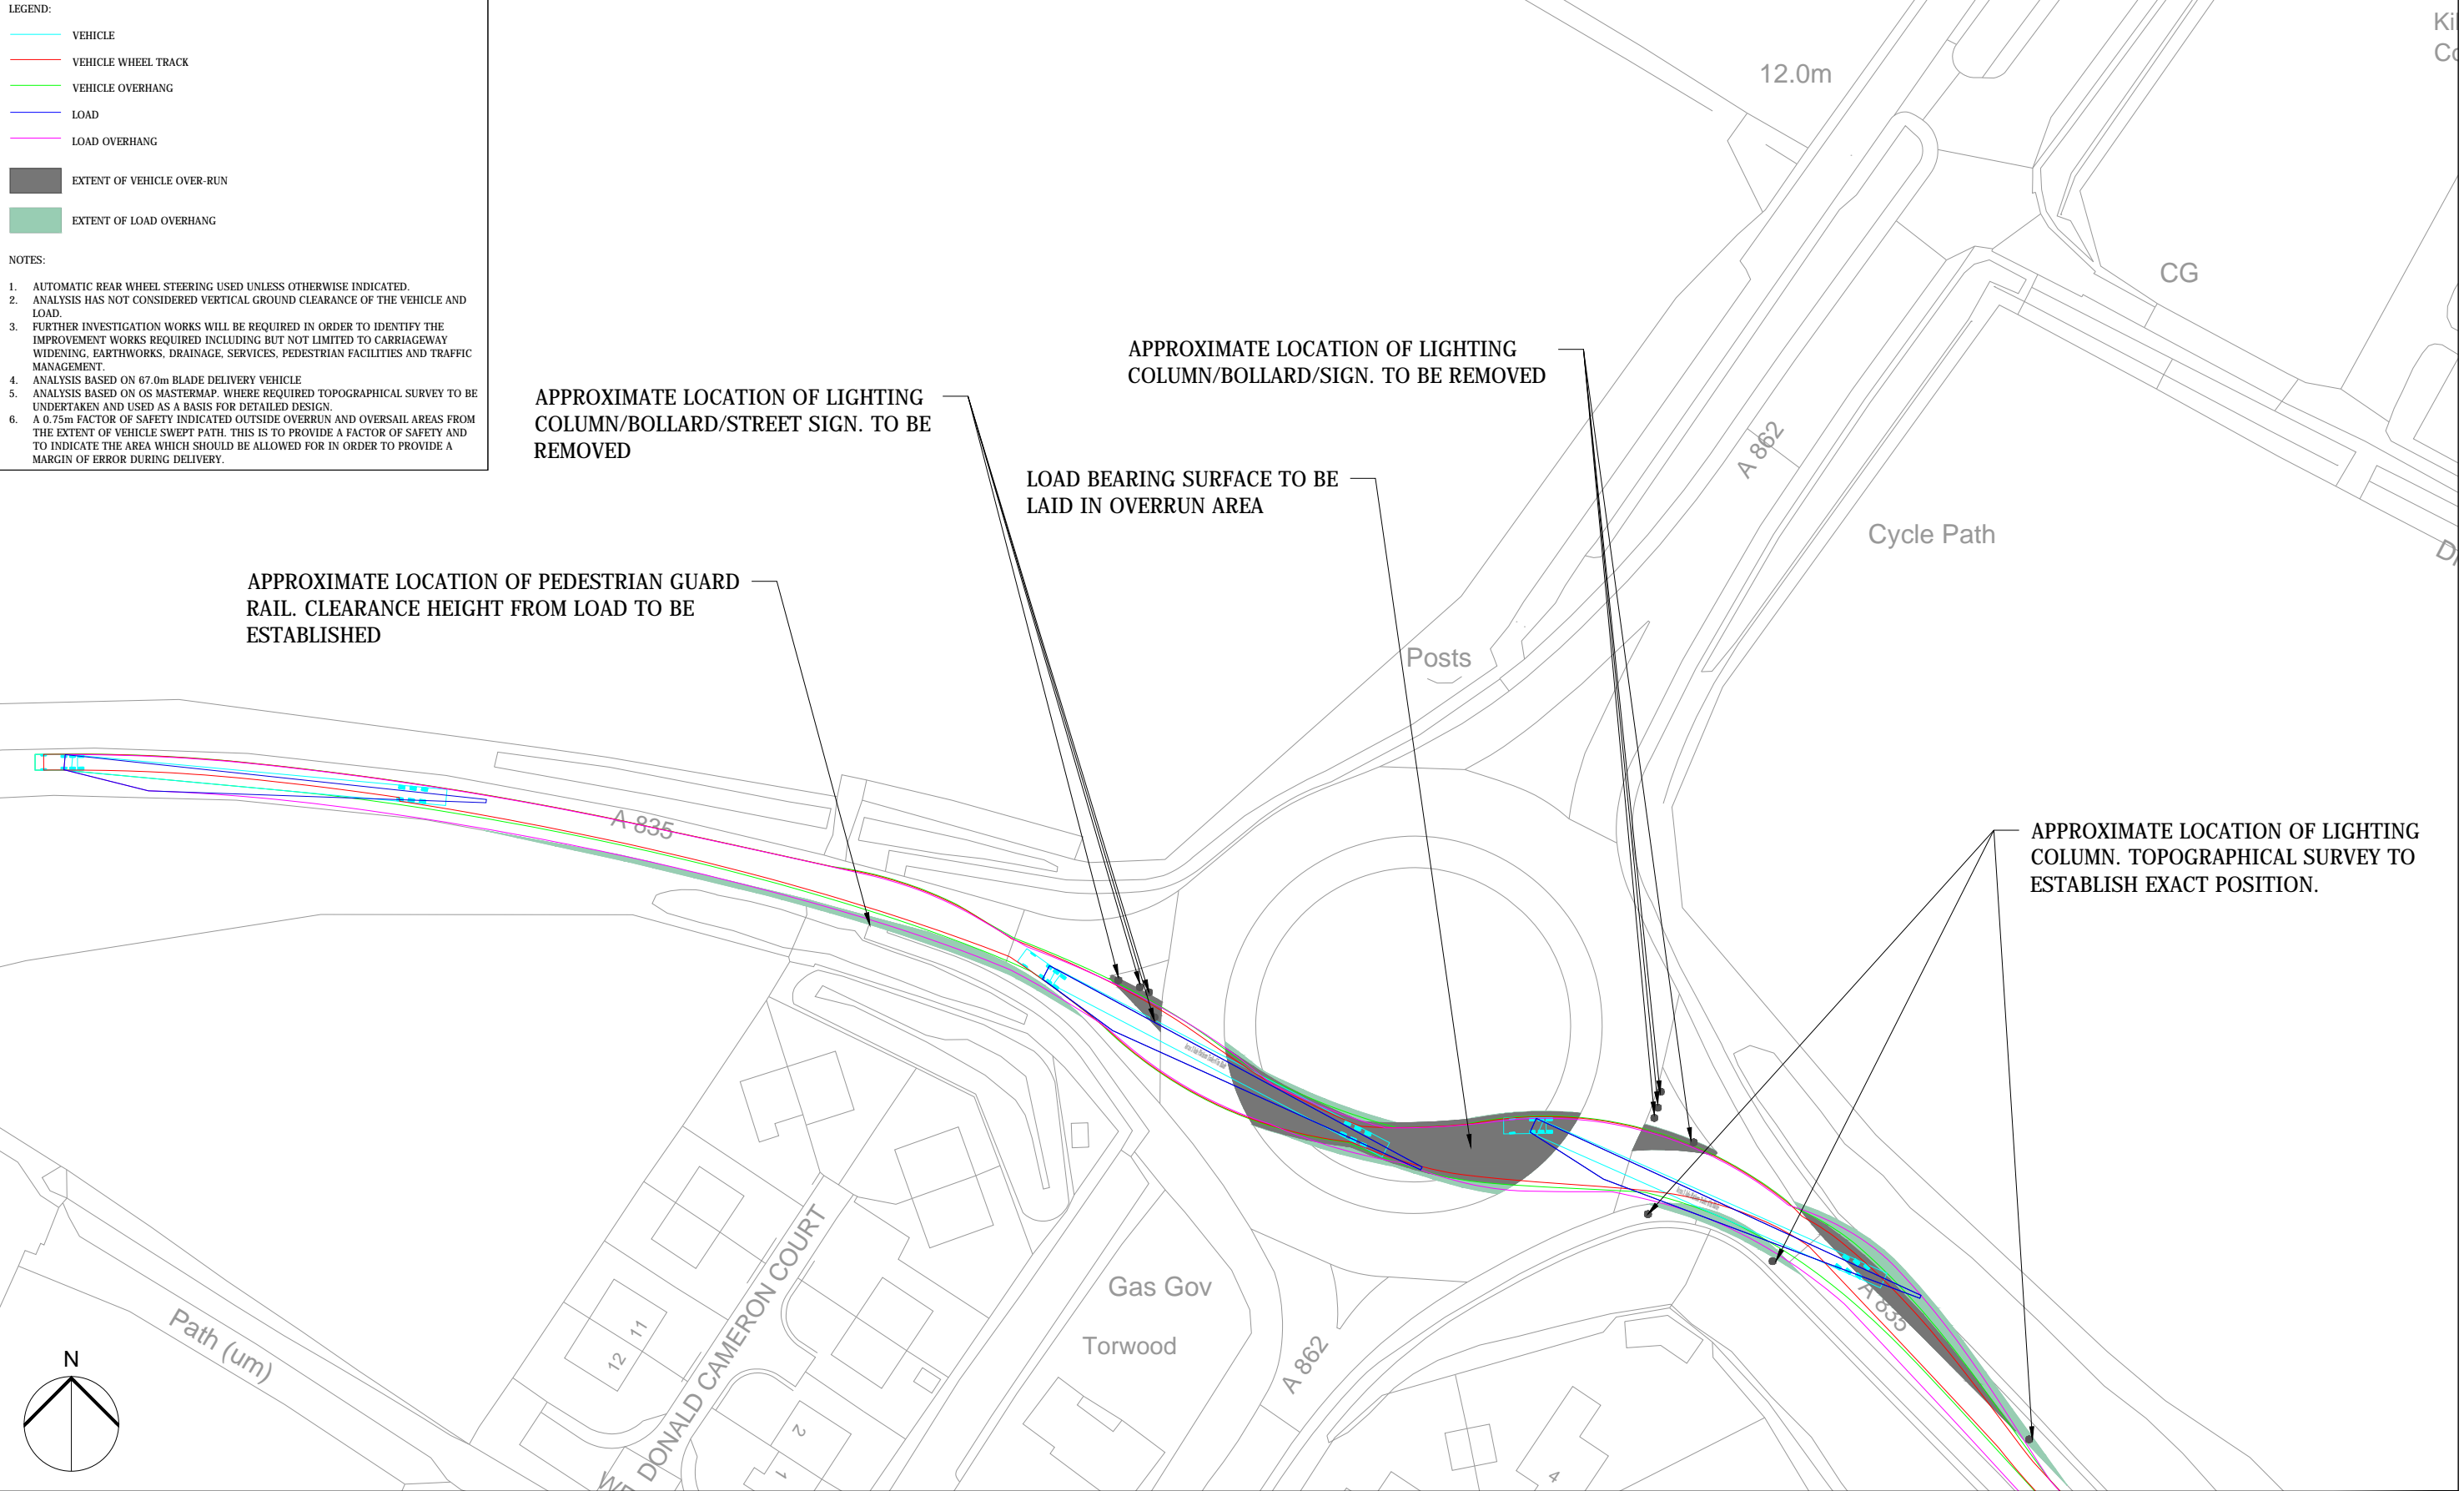 LEGEND:
VEHICLE
VEHICLE WHEEL TRACK
VEHICLE OVERHANG
LOAD
LOAD OVERHANG
EXTENT OF VEHICLE OVER-RUN
EXTENT OF LOAD OVERHANG
NOTES:
1. AUTOMATIC REAR WHEEL STEERING USED UNLESS OTHERWISE INDICATED.
2. ANALYSIS HAS NOT CONSIDERED VERTICAL GROUND CLEARANCE OF THE VEHICLE AND
LOAD.
3. FURTHER INVESTIGATION WORKS WILL BE REQUIRED IN ORDER TO IDENTIFY THE
IMPROVEMENT WORKS REQUIRED INCLUDING BUT NOT LIMITED TO CARRIAGEWAY
WIDENING, EARTHWORKS, DRAINAGE, SERVICES, PEDESTRIAN FACILITIES AND TRAFFIC
MANAGEMENT.
4. ANALYSIS BASED ON 67.0m BLADE DELIVERY VEHICLE
5. ANALYSIS BASED ON OS MASTERMAP. WHERE REQUIRED TOPOGRAPHICAL SURVEY TO BE
UNDERTAKEN AND USED AS A BASIS FOR DETAILED DESIGN.
6. A 0.75m FACTOR OF SAFETY INDICATED OUTSIDE OVERRUN AND OVERSAIL AREAS FROM
THE EXTENT OF VEHICLE SWEPT PATH. THIS IS TO PROVIDE A FACTOR OF SAFETY AND
TO INDICATE THE AREA WHICH SHOULD BE ALLOWED FOR IN ORDER TO PROVIDE A
MARGIN OF ERROR DURING DELIVERY.
12.0m
CG
APPROXIMATE LOCATION OF LIGHTING
COLUMN/BOLLARD/SIGN. TO BE REMOVED
APPROXIMATE LOCATION OF LIGHTING
COLUMN/BOLLARD/STREET SIGN. TO BE
REMOVED
A 862
LOAD BEARING SURFACE TO BE
LAID IN OVERRUN AREA
Cycle Path
APPROXIMATE LOCATION OF PEDESTRIAN GUARD
RAIL. CLEARANCE HEIGHT FROM LOAD TO BE
ESTABLISHED
Posts
A 835
APPROXIMATE LOCATION OF LIGHTING
COLUMN. TOPOGRAPHICAL SURVEY TO
ESTABLISH EXACT POSITION.
Gas Gov
Torwood
A 862
A 835
DONALD CAMERON COURT
11
12
2
1
4
Path (um)
N